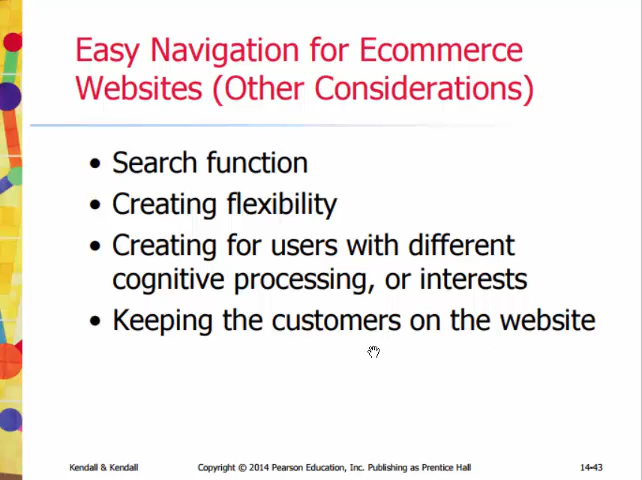 Easy Navigation for Ecommerce
Websites (Other Considerations)
• Search function
• Creating flexibility
• Creating for users with different
cognitive processing, or interests
• Keeping the customers on the website
Kendall & Kendall
Copyright © 2014 Pearson Education, Inc. Publishing as Prentice Hall
14-43